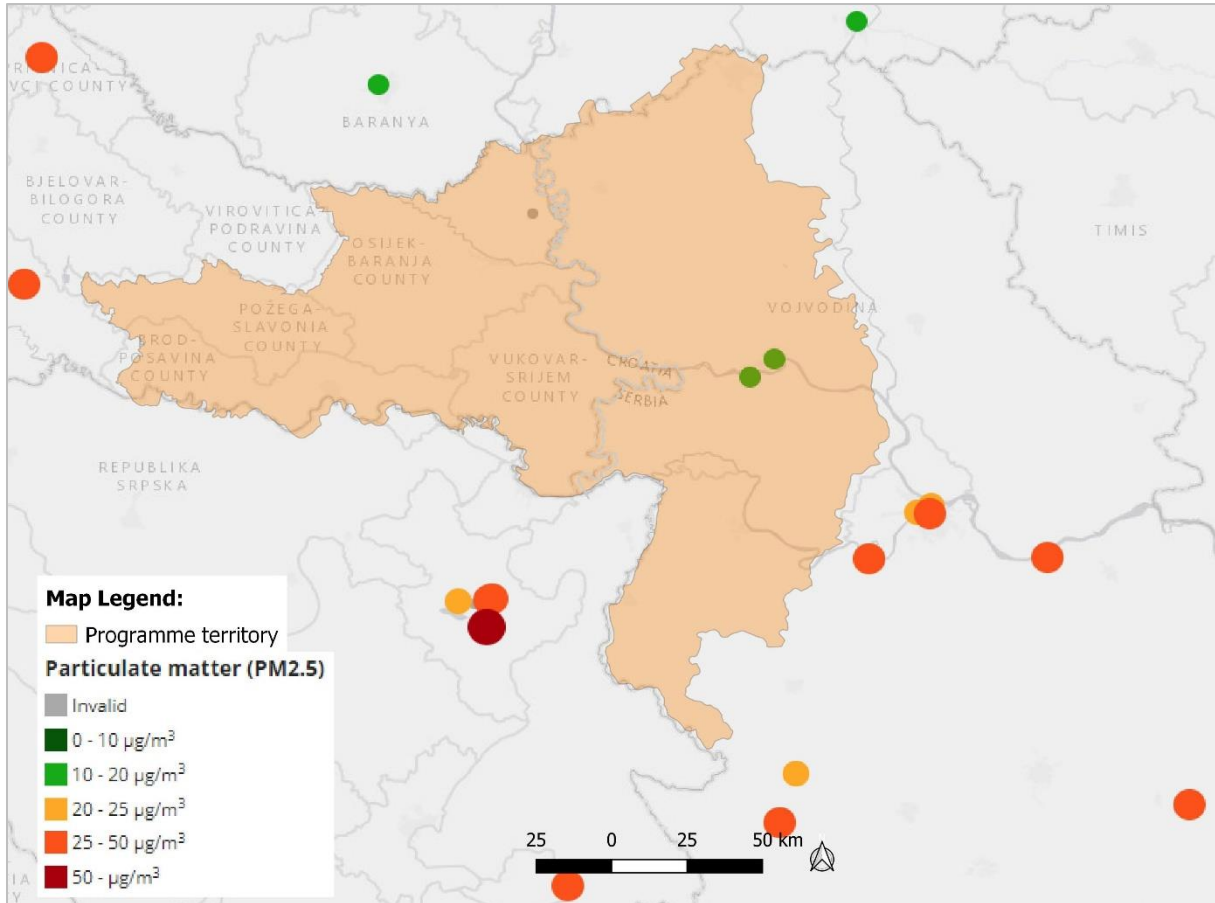 VCI COUNTY
BARANYA
BJELOVAR-
BILOGORA
COUNTY
VIROVITICA-
PODRAVINA
COUNTY
TIMIS
OSIJEK-
BARANJA
COUNTY
POŽEGA-
SLAVONIA
COUNTY
VOJVODINA
BROD-
POSAVINA
COUNTY
VUKOVAR-
SRIJEM
COUNTY
CROATIA
SERBIA
REPUBLIKA
SRPSKA
Map Legend:
Programme territory
Particulate matter (PM2.5)
Invalid
0 - 10 µg/m³
10 - 20 µg/m³
20 - 25 µg/m³
25 - 50 µg/m³
50 - µg/m³
25 0 25 50 km